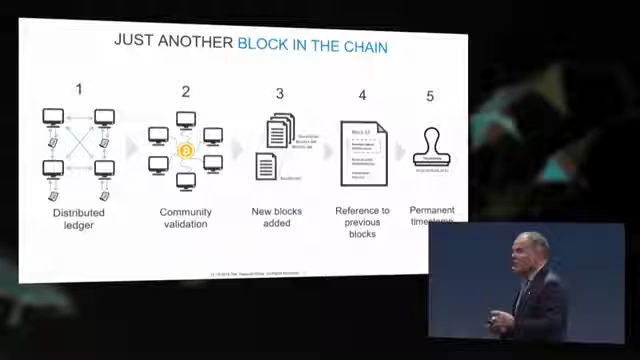 JUST ANOTHER BLOCK IN THE CHAIN
1
2
3
4
5
Distributed
ledger
Community
validation
New blocks
added
Reference to
previous
blocks
Permanent
timestamp